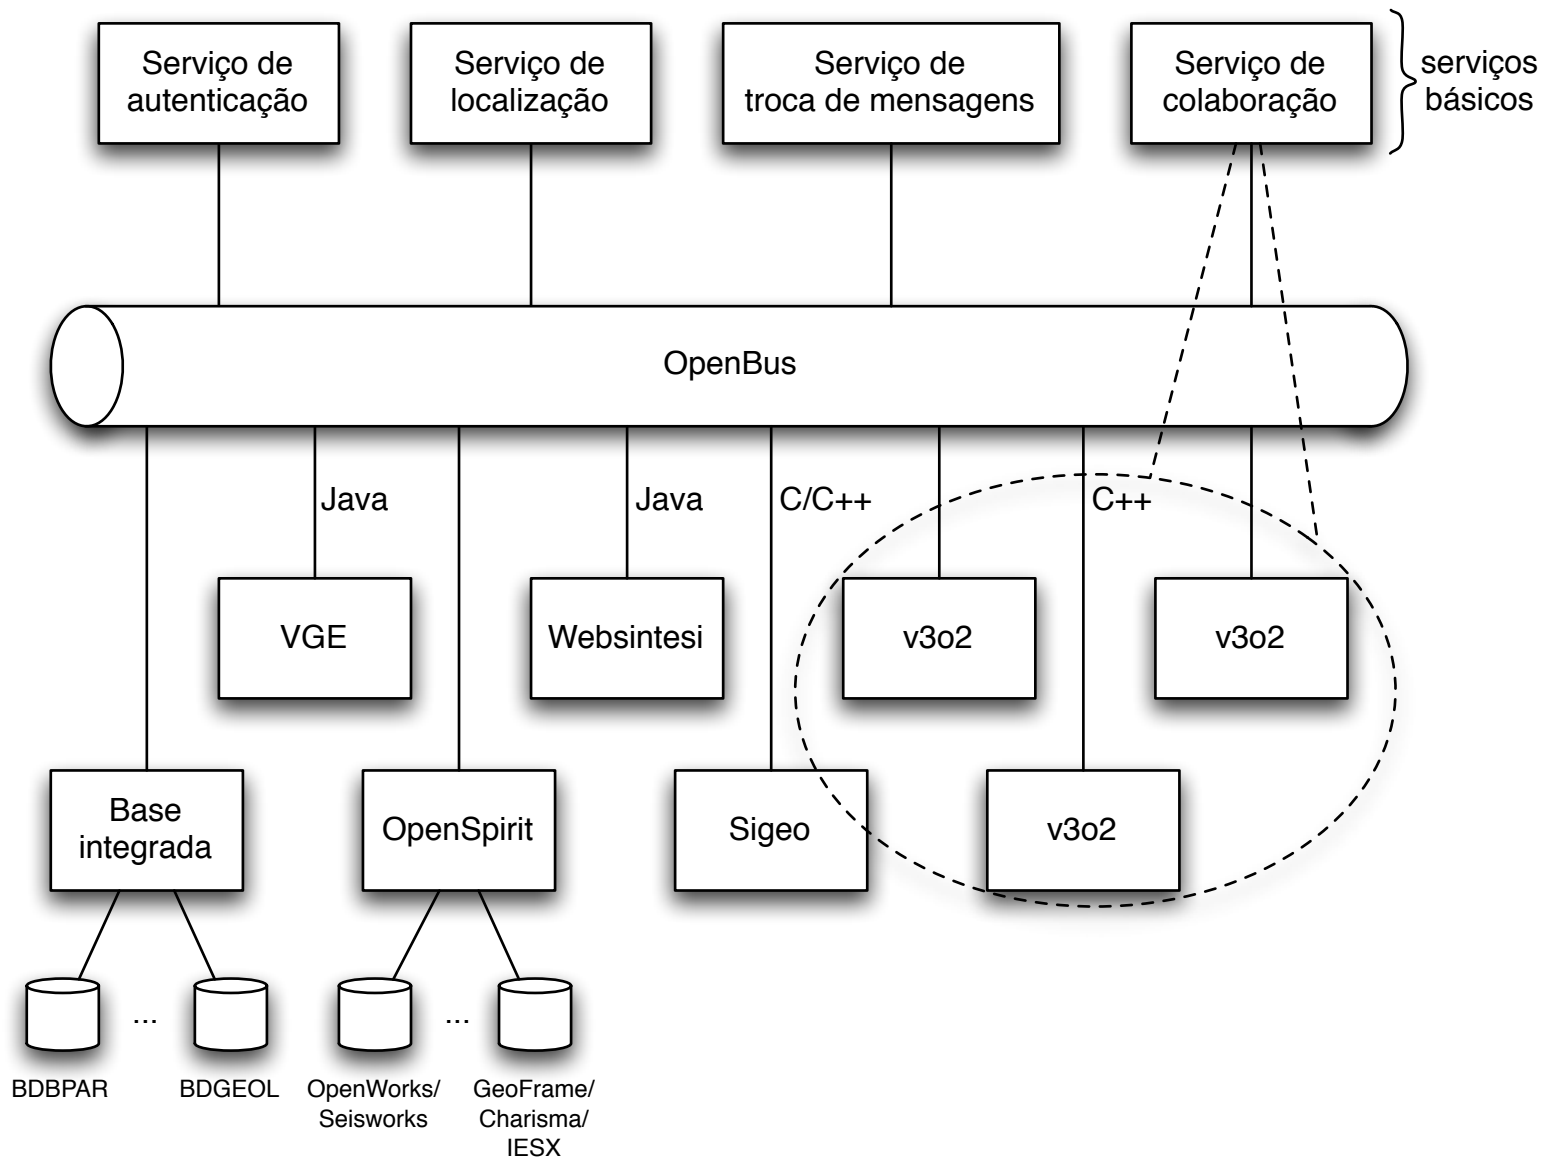 Serviço de
autenticação
Serviço de
localização
Serviço de
troca de mensagens
Serviço de
colaboração
serviços
básicos
OpenBus
Java
Java
C/C++
C++
VGE
Websintesi
v3o2
v3o2
Base
integrada
OpenSpirit
Sigeo
v3o2
...
...
BDBPAR
BDGEOL
OpenWorks/
Seisworks
GeoFrame/
Charisma/
IESX